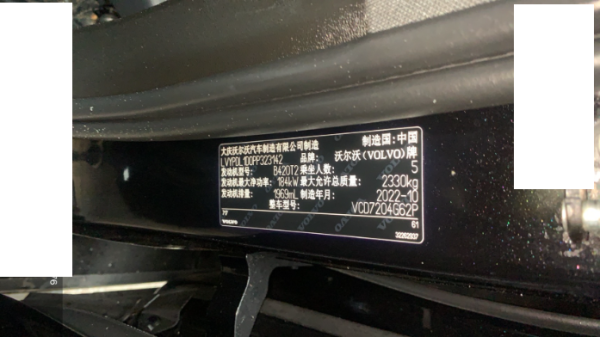 大庆沃尔沃汽车制造有限公司制造 制造国: 中国
LVYPDL1D0PP323142 品牌: 沃尔沃(VOLVO)牌
发动机型号: B420T2 乘坐人数: 5
发动机最大净功率: 184kW 最大允许总质量: 2330kg
发动机排量: 1969mL 制造年月: 2022-10
整车型号: VCD7204G62P
61
VOLVO
32202037